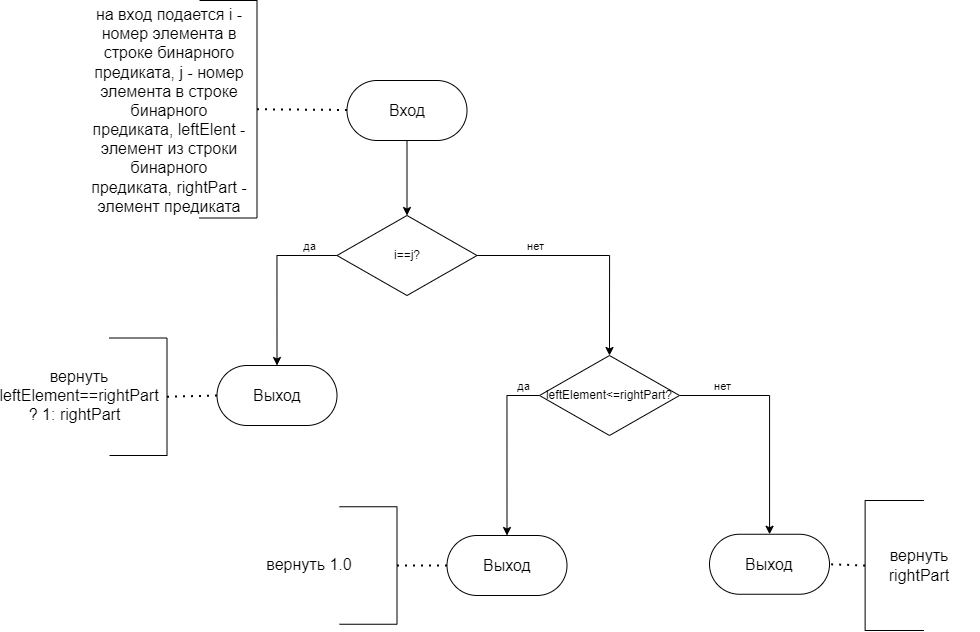 на вход подается i -
номер элемента в
строке бинарного
предиката, j - номер
элемента в строке
бинарного
предиката, leftElent -
элемент из строки
бинарного
предиката, rightPart -
элемент предиката
Вход
i==j?
да
нет
вернуть
leftElement==rightPart
? 1: rightPart
Выход
leftElement<=rightPart?
да
нет
вернуть 1.0
Выход
Выход
вернуть
rightPart